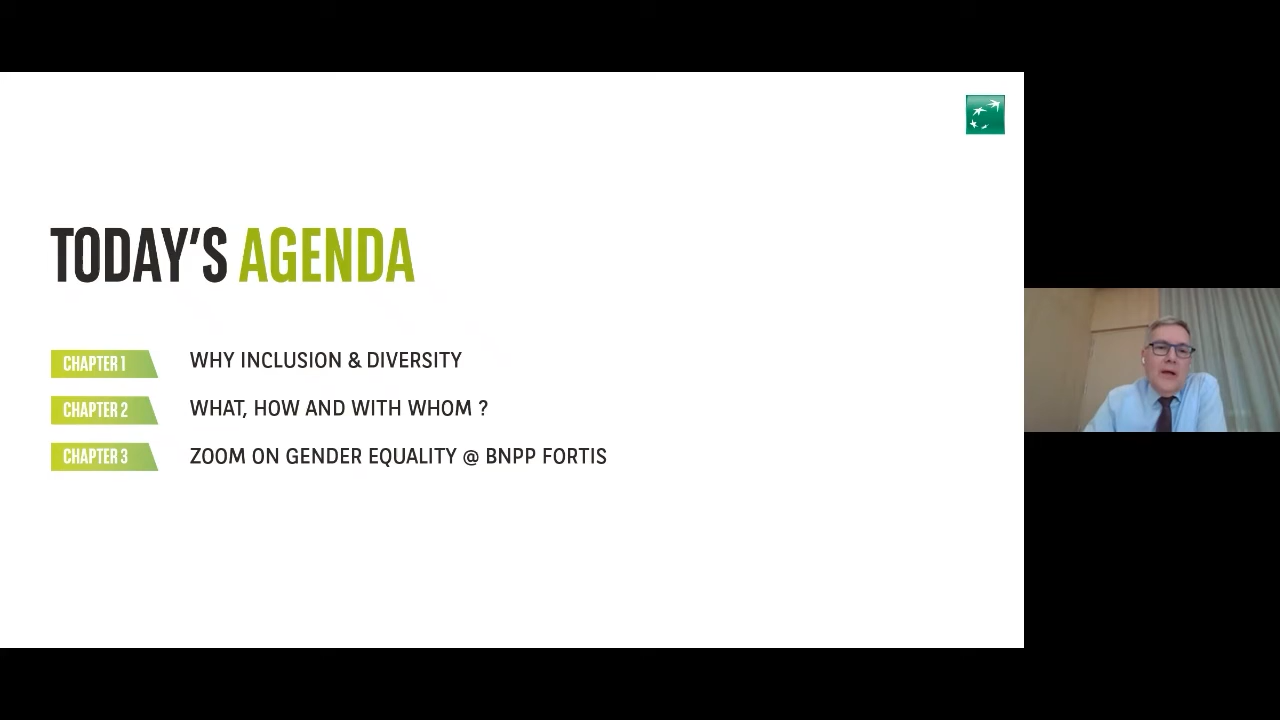 TODAY'S AGENDA
CHAPTER 1 WHY INCLUSION & DIVERSITY
CHAPTER 2 WHAT, HOW AND WITH WHOM ?
CHAPTER 3 ZOOM ON GENDER EQUALITY @ BNPP FORTIS